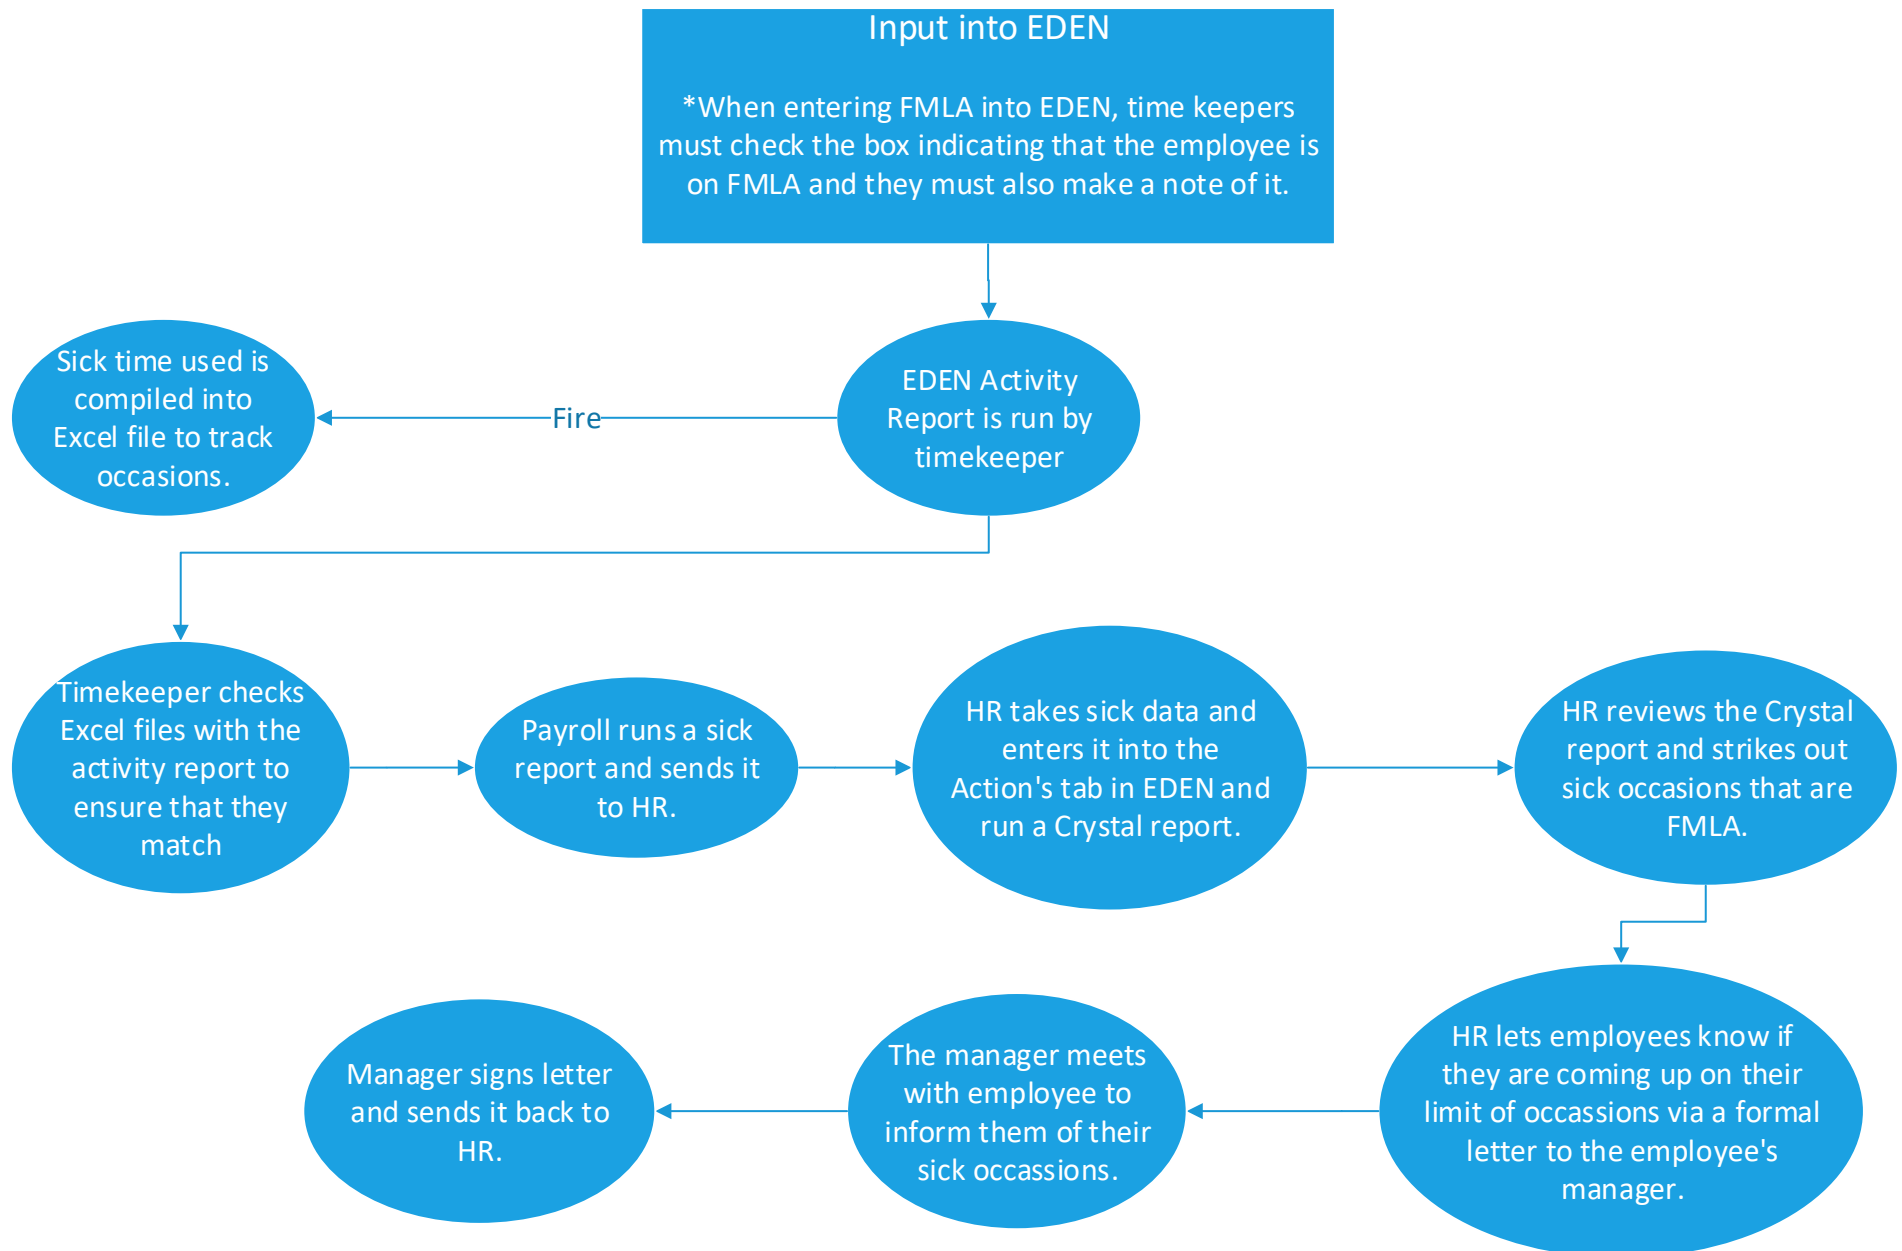 Input into EDEN
*When entering FMLA into EDEN, time keepers
must check the box indicating that the employee is
on FMLA and they must also make a note of it.
Sick time used is
compiled into
Excel file to track
occasions.
Fire
EDEN Activity
Report is run by
timekeeper
Timekeeper checks
Excel files with the
activity report to
ensure that they
match
Payroll runs a sick
report and sends it
to HR.
HR takes sick data and
enters it into the
Action's tab in EDEN and
run a Crystal report.
HR reviews the Crystal
report and strikes out
sick occasions that are
FMLA.
HR lets employees know if
they are coming up on their
limit of occassions via a formal
letter to the employee's
manager.
The manager meets
with employee to
inform them of their
sick occassions.
Manager signs letter
and sends it back to
HR.